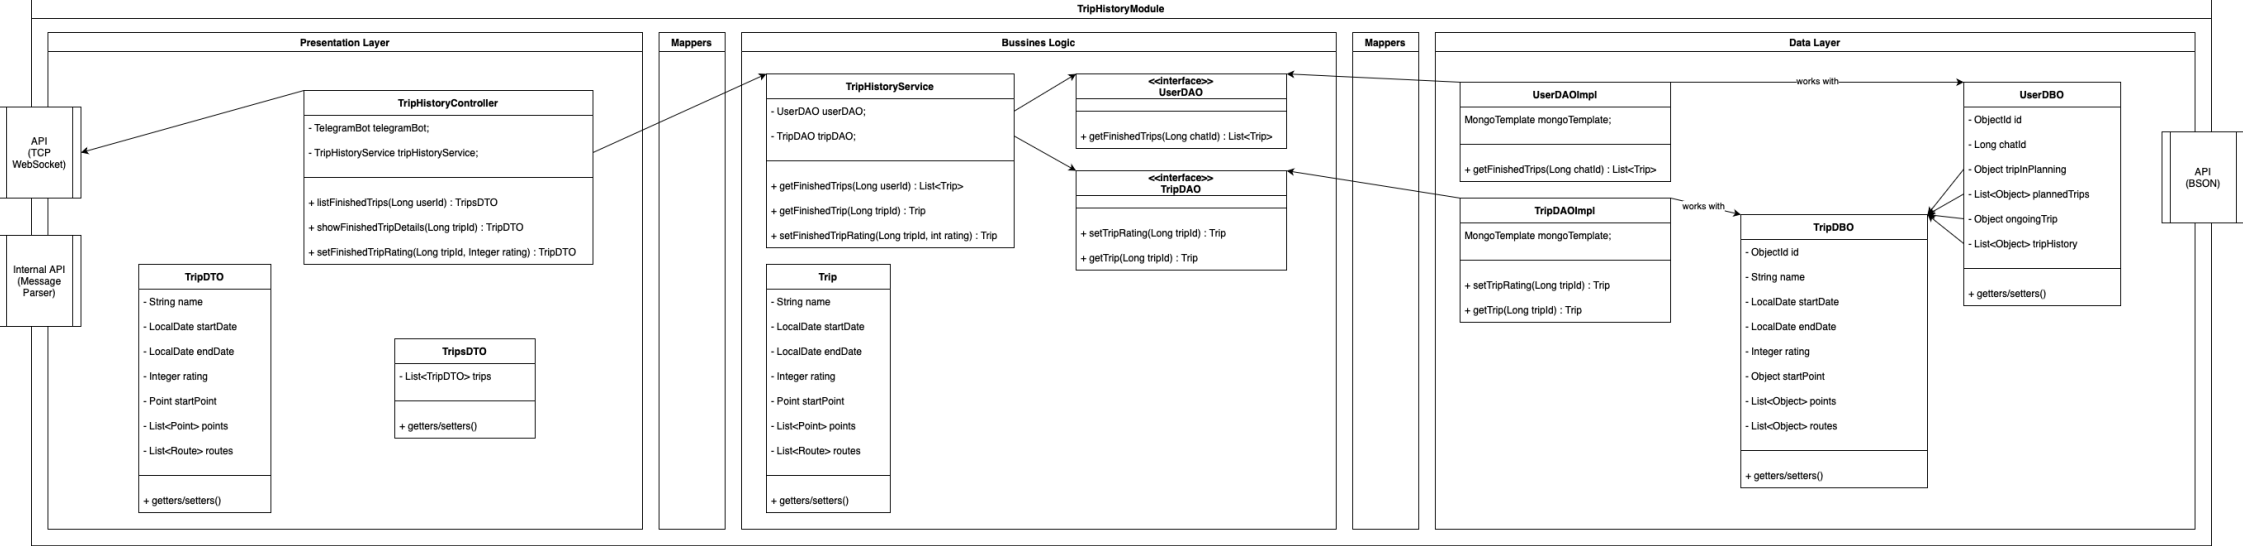 TripHistoryModule
Presentation Layer
Mappers
Bussines Logic
Mappers
Data Layer
API
(TCP
WebSocket)
Internal API
(Message
Parser)
TripHistoryController
- TelegramBot telegramBot;
- TripHistoryService tripHistoryService;
+ listFinishedTrips(Long userId) : TripsDTO
+ showFinishedTripDetails(Long tripId) : TripDTO
+ setFinishedTripRating(Long tripId, Integer rating) : TripDTO
TripDTO
- String name
- LocalDate startDate
- LocalDate endDate
- Integer rating
- Point startPoint
- List<Point> points
- List<Route> routes
+ getters/setters()
TripsDTO
- List<TripDTO> trips
+ getters/setters()
TripHistoryService
- UserDAO userDAO;
- TripDAO tripDAO;
+ getFinishedTrips(Long userId) : List<Trip>
+ getFinishedTrip(Long tripId) : Trip
+ setFinishedTripRating(Long tripId, int rating) : Trip
Trip
- String name
- LocalDate startDate
- LocalDate endDate
- Integer rating
- Point startPoint
- List<Point> points
- List<Route> routes
+ getters/setters()
<<interface>>
UserDAO
+ getFinishedTrips(Long chatId) : List<Trip>
<<interface>>
TripDAO
+ setTripRating(Long tripId) : Trip
+ getTrip(Long tripId) : Trip
UserDAOImpl
MongoTemplate mongoTemplate;
+ getFinishedTrips(Long chatId) : List<Trip>
works with
TripDAOImpl
MongoTemplate mongoTemplate;
+ setTripRating(Long tripId) : Trip
+ getTrip(Long tripId) : Trip
works with
TripDBO
- ObjectId id
- String name
- LocalDate startDate
- LocalDate endDate
- Integer rating
- Object startPoint
- List<Object> points
- List<Object> routes
+ getters/setters()
UserDBO
- ObjectId id
- Long chatId
- Object tripInPlanning
- List<Object> plannedTrips
- Object ongoingTrip
- List<Object> tripHistory
+ getters/setters()
API
(BSON)